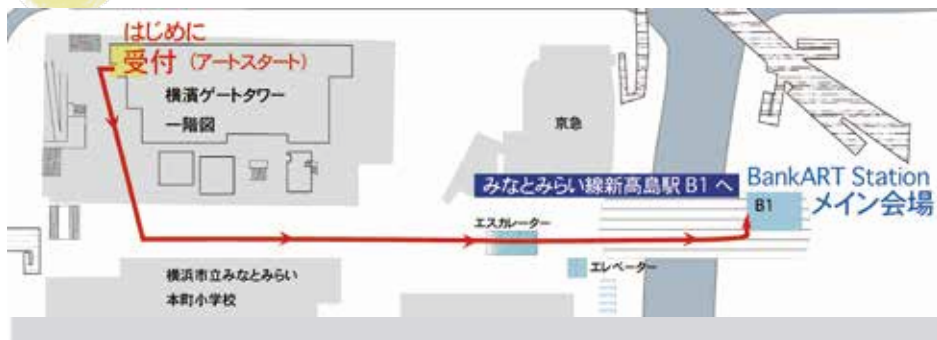 はじめに
受付（アートスタート）
横濱ゲートタワー
一階図
京急
みなとみらい線新高島駅 B1 へ
BankART Station
メイン会場
B1
エスカレーター
エレベーター
横浜市立みなとみらい
本町小学校